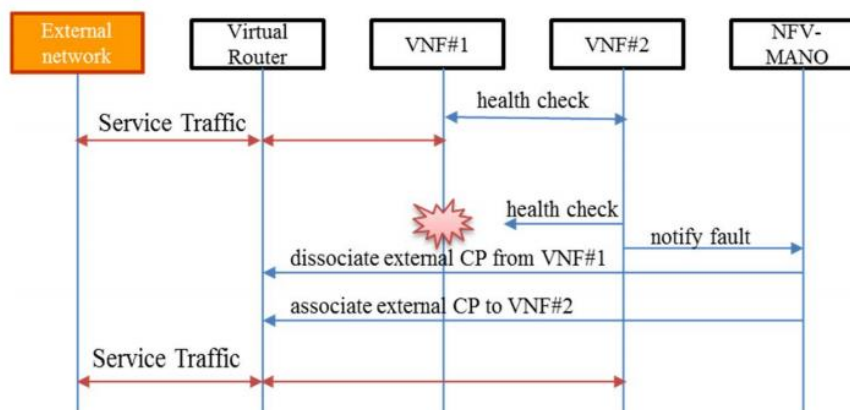 External
network
Virtual
Router
VNF#1
VNF#2
NFV-
MANO
health check
Service Traffic
health check
notify fault
dissociate external CP from VNF#1
associate external CP to VNF#2
Service Traffic